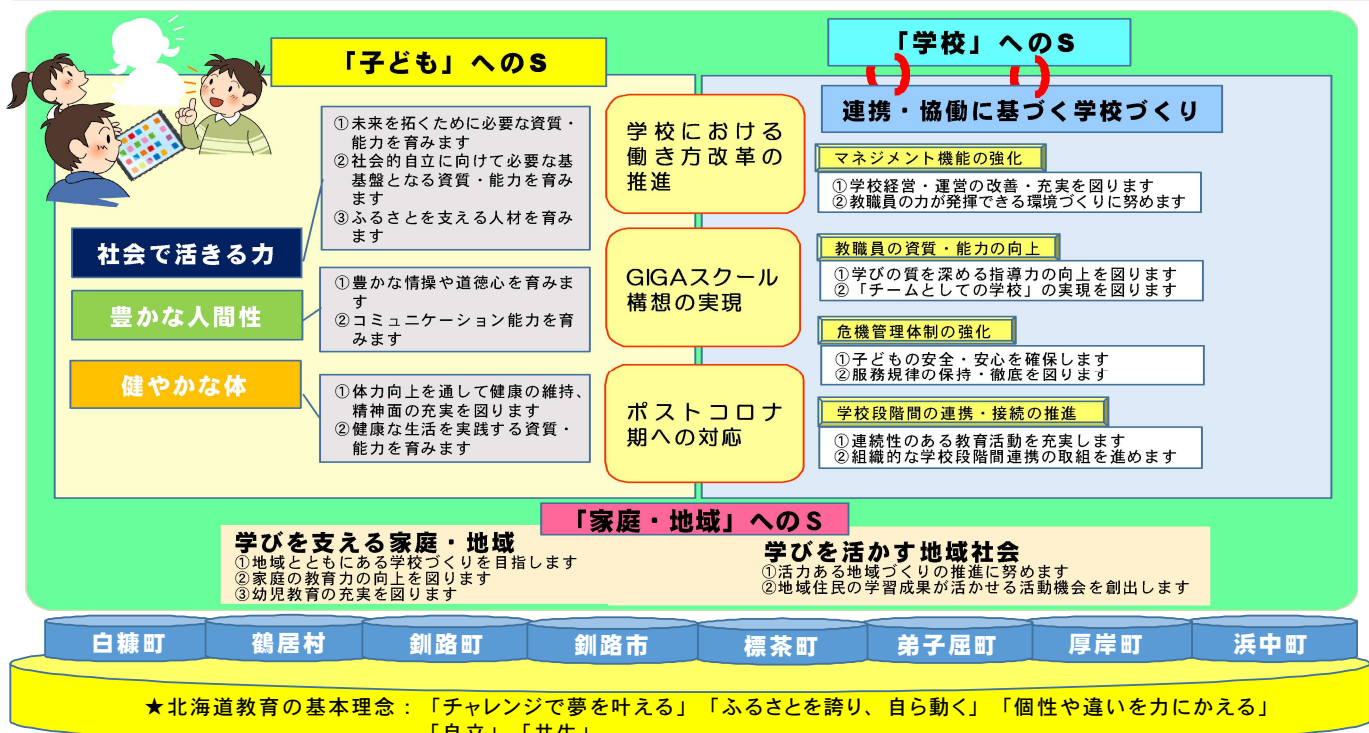 「子ども」へのS
①未来を拓くために必要な資質・
能力を育みます
②社会的自立に向けて必要な基
基盤となる資質・能力を育み
ます
③ふるさとを支える人材を育み
ます
社会で活きる力
①豊かな情操や道徳心を育みま
す
②コミュニケーション能力を育
みます
豊かな人間性
健やかな体
①体力向上を通して健康の維持、
精神面の充実を図ります
②健康な生活を実践する資質・
能力を育みます
学校における
働き方改革の
推進
GIGAスクール
構想の実現
ポストコロナ
期への対応
「学校」へのS
連携・協働に基づく学校づくり
マネジメント機能の強化
①学校経営・運営の改善・充実を図ります
②教職員の力が発揮できる環境づくりに努めます
教職員の資質・能力の向上
①学びの質を深める指導力の向上を図ります
②「チームとしての学校」の実現を図ります
危機管理体制の強化
①子どもの安全・安心を確保します
②服務規律の保持・徹底を図ります
学校段階間の連携・接続の推進
①連続性のある教育活動を充実します
②組織的な学校段階間連携の取組を進めます
「家庭・地域」へのS
学びを支える家庭・地域
①地域とともにある学校づくりを目指します
②家庭の教育力の向上を図ります
③幼児教育の充実を図ります
学びを活かす地域社会
①活力ある地域づくりの推進に努めます
②地域住民の学習成果が活かせる活動機会を創出します
白糠町 鶴居村 釧路町 釧路市 標茶町 弟子屈町 厚岸町 浜中町
★北海道教育の基本理念：「チャレンジで夢を叶える」「ふるさとを誇り、自ら動く」「個性や違いを力にかえる」
「自立」「共生」